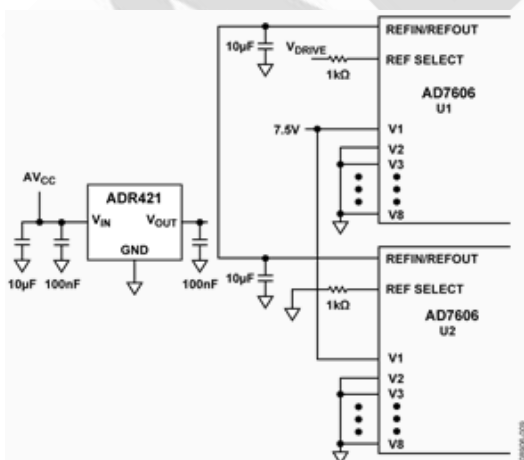 REFIN/REFOUT
10µF
VDRIVE
REF SELECT
1kΩ
AD7606
U1
7.5V
V1
V2
V3
V8
AVCC
ADR421
VIN
VOUT
GND
10µF
100nF
100nF
REFIN/REFOUT
10µF
REF SELECT
1kΩ
AD7606
U2
V1
V2
V3
V8